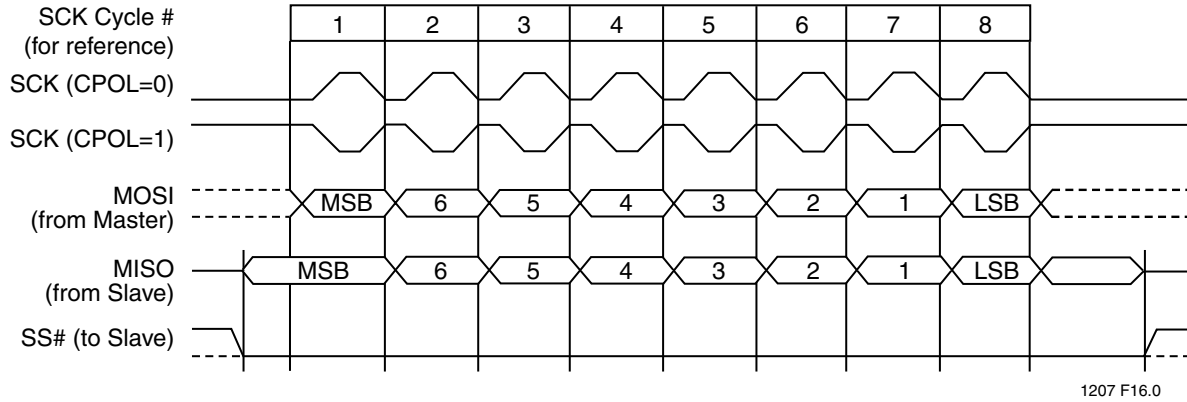 SCK Cycle # 1 2 3 4 5 6 7 8
(for reference)
SCK (CPOL=0)
SCK (CPOL=1)
MOSI MSB 6 5 4 3 2 1 LSB
(from Master)
MISO MSB 6 5 4 3 2 1 LSB
(from Slave)
SS# (to Slave)
1207 F16.0